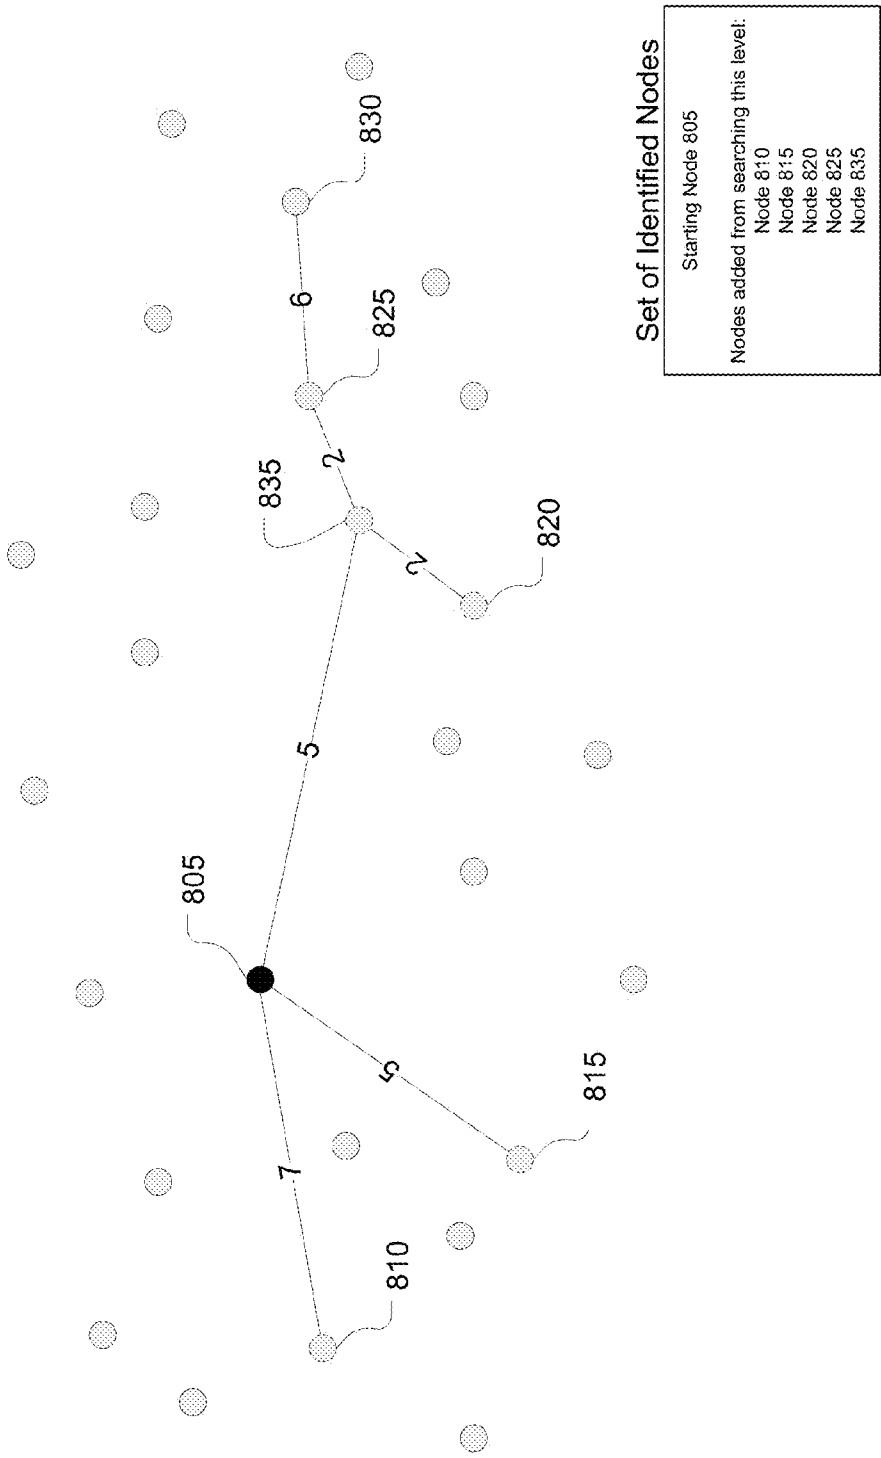 805
835
7
6
5
2
830
825
5
810
2
820
815
Set of Identified Nodes
Starting Node 805
Nodes added from searching this level:
Node 810
Node 815
Node 820
Node 825
Node 835